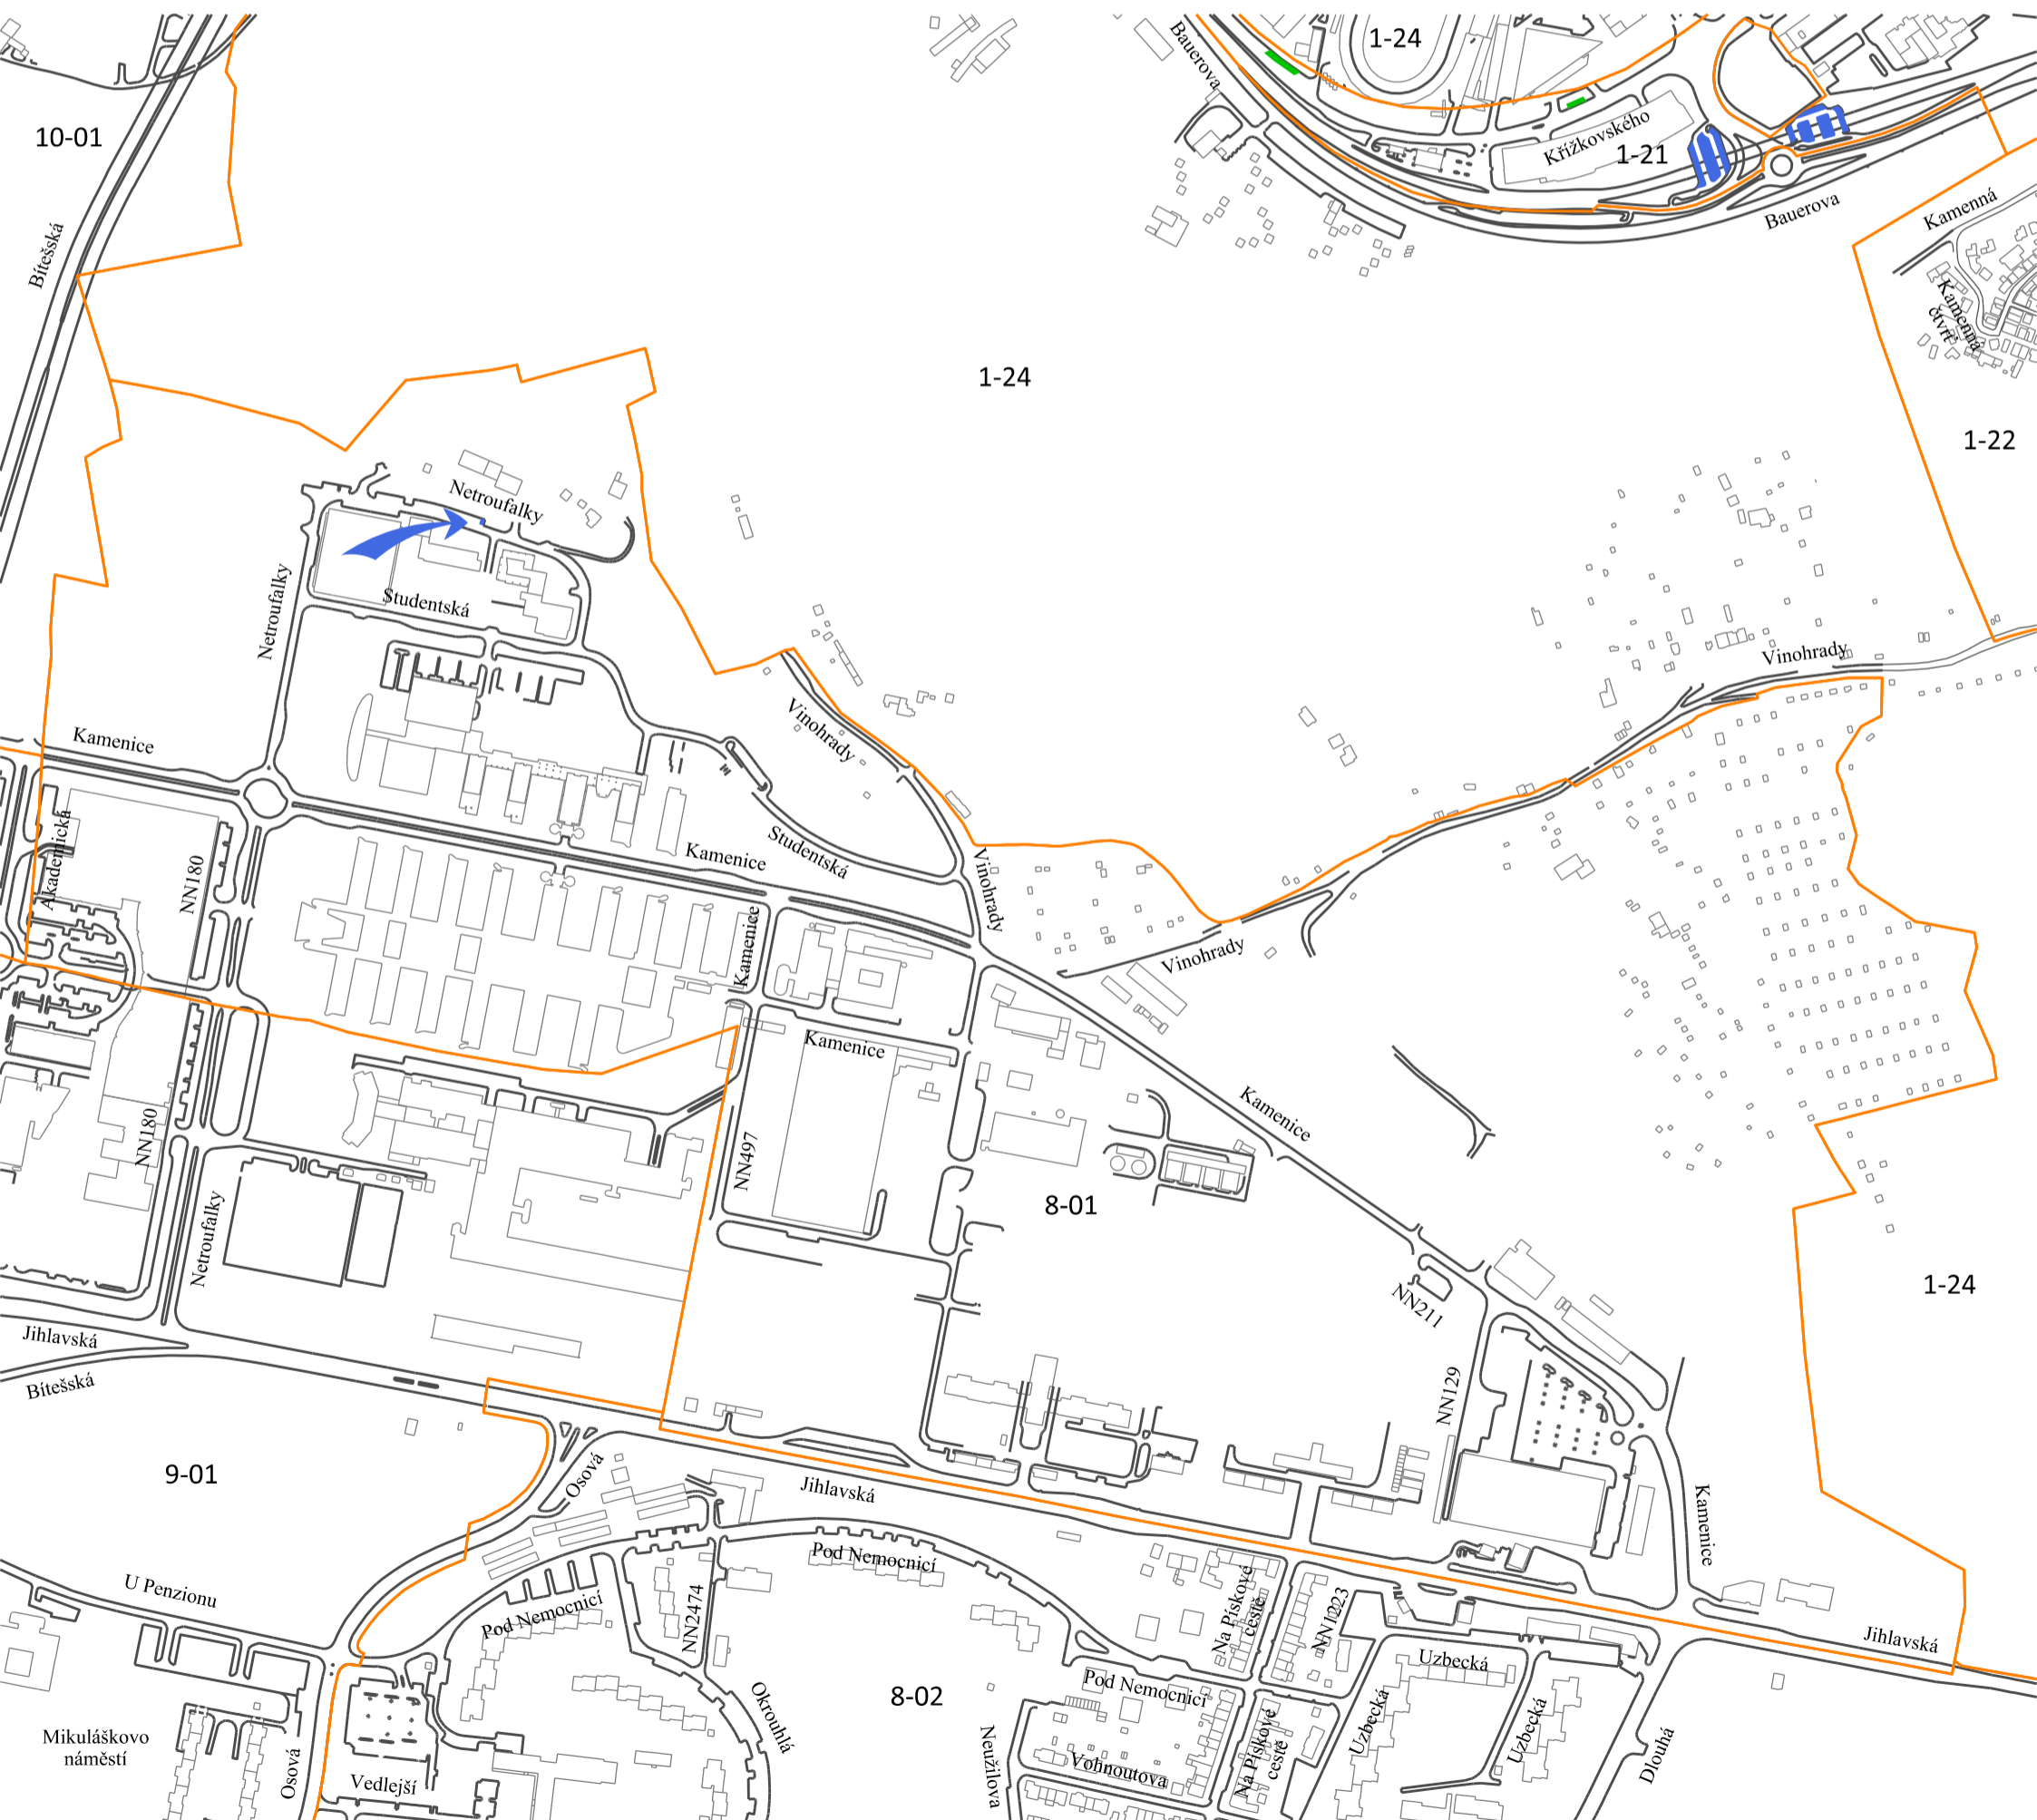 1-24
Bauerova
10-01
Křížkovského
1-21
Bauerova
Kamenná
Bítešská
Kamenná
čtvrť
1-24
1-22
Netroufalky
Netroufalky
Studentská
Vinohrady
Vinohrady
Kamenice
Studentská
Kamenice
Akademická
NN180
Vinohrady
Kamenice
Vinohrady
Kamenice
Kamenice
NN180
NN497
8-01
Netroufalky
1-24
NN211
Jihlavská
Bítešská
NN129
9-01
Osová
Jihlavská
Kamenice
Pod Nemocnicí
U Penzionu
Pod Nemocnicí
NN2474
Na Pískové
cestě
NN1223
Jihlavská
Uzbecká
Pod Nemocnicí
8-02
Okrouhlá
Uzbecká
Uzbecká
Mikuláškovo
náměstí
Osová
Neužilova
Na Pískové
cestě
Dlouhá
Vedlejší
Vohnoutova